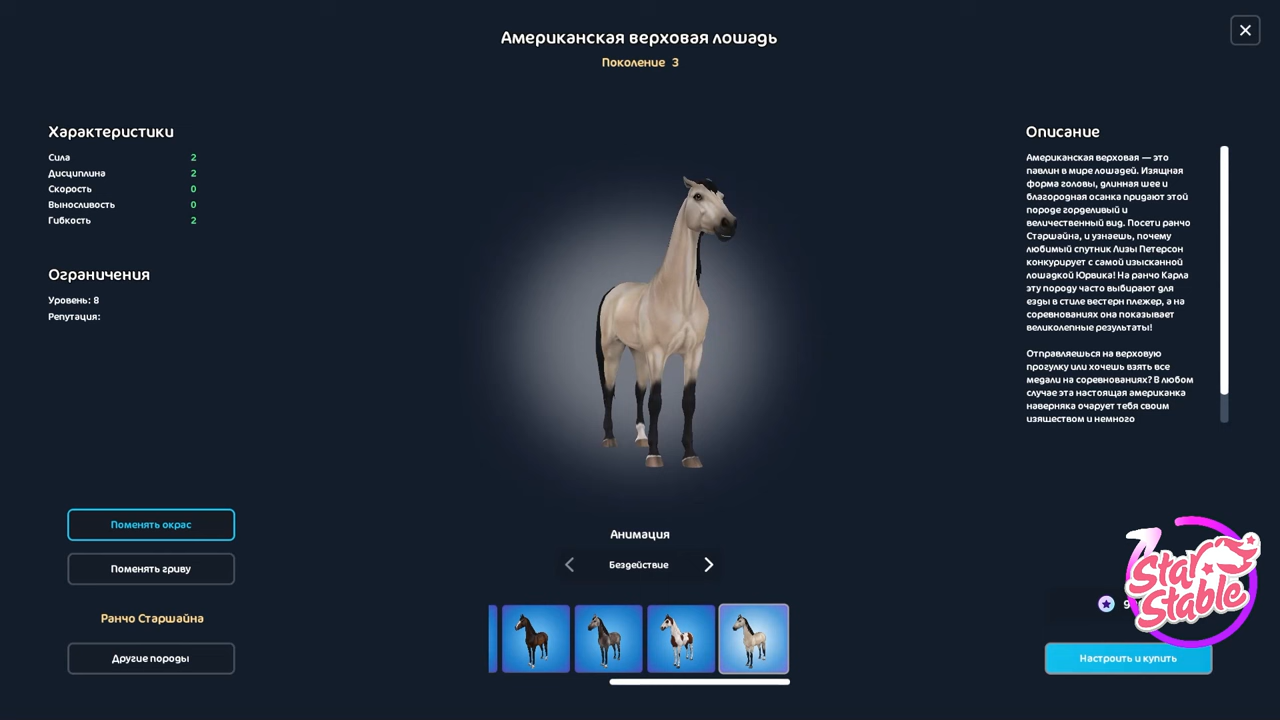 Американская верховая лошадь
Поколение 3
Характеристики
Сила 2
Дисциплина 2
Скорость 0
Выносливость 0
Гибкость 2
Ограничения
Уровень: 8
Репутация:
Поменять окрас
Поменять гриву
Ранчо Старшайна
Другие породы
Анимация
Бездействие
Описание
Американская верховая — это
павлин в мире лошадей. Изящная
форма головы, длинная шее и
благородная осанка придают этой
породе горделивый и
величественный вид. Посети ранчо
Старшайна, и узнаешь, почему
любимый спутник Лизы Петерсон
конкурирует с самой изысканной
лошадкой Юрвика! На ранчо Карла
эту породу часто выбирают для
езды в стиле вестерн плежер, а на
соревнованиях она показывает
великолепные результаты!
Отправляешься на верховую
прогулку или хочешь взять все
медали на соревнованиях? В любом
случае эта настоящая американка
наверняка очарует тебя своим
изяществом и немного
Star
Stable
Настроить и купить